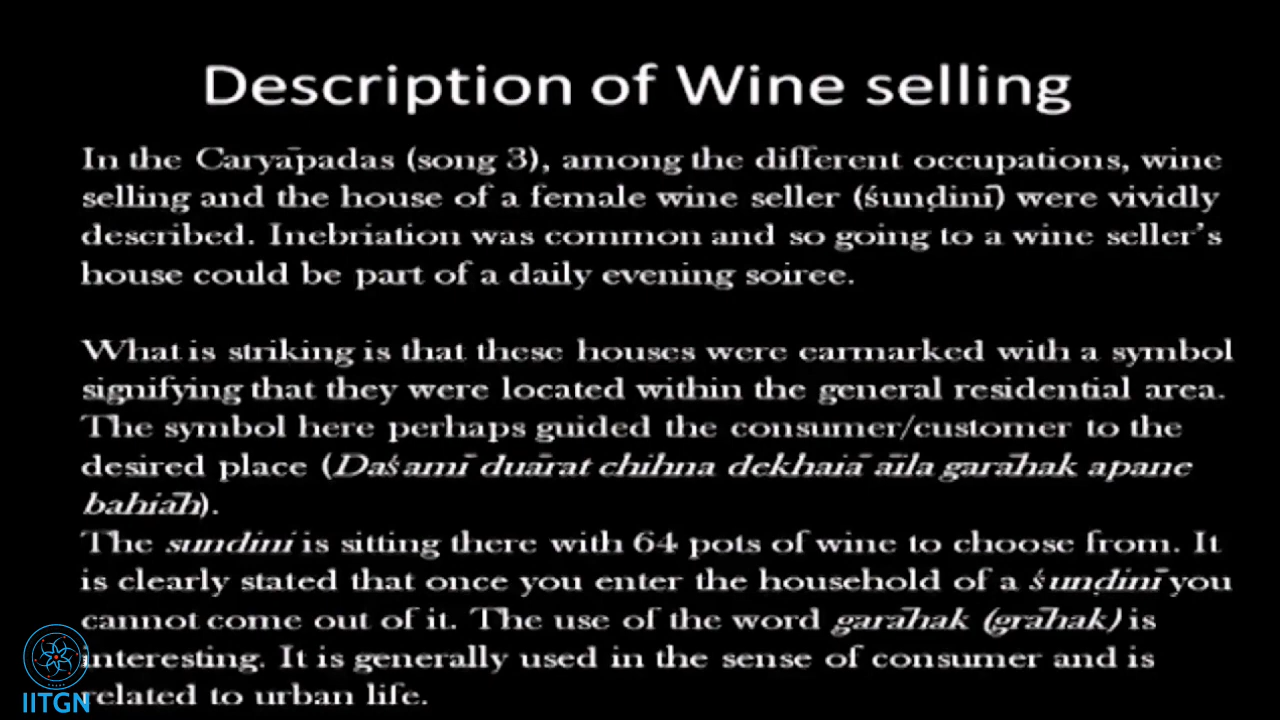 Description of Wine selling
In the Caryāpadas (song 3), among the different occupations, wine
selling and the house of a female wine seller (śuṇḍinī) were vividly
described. Inebriation was common and so going to a wine seller's
house could be part of a daily evening soiree.
What is striking is that these houses were earmarked with a symbol
signifying that they were located within the general residential area.
The symbol here perhaps guided the consumer/customer to the
desired place (Daśamī duārat chihna dekhaiā āila garāhak apane
bahiāh).
The sundini is sitting there with 64 pots of wine to choose from. It
is clearly stated that once you enter the household of a śuṇḍinī you
cannot come out of it. The use of the word garāhak (grāhak) is
interesting. It is generally used in the sense of consumer and is
related to urban life.
IITGN